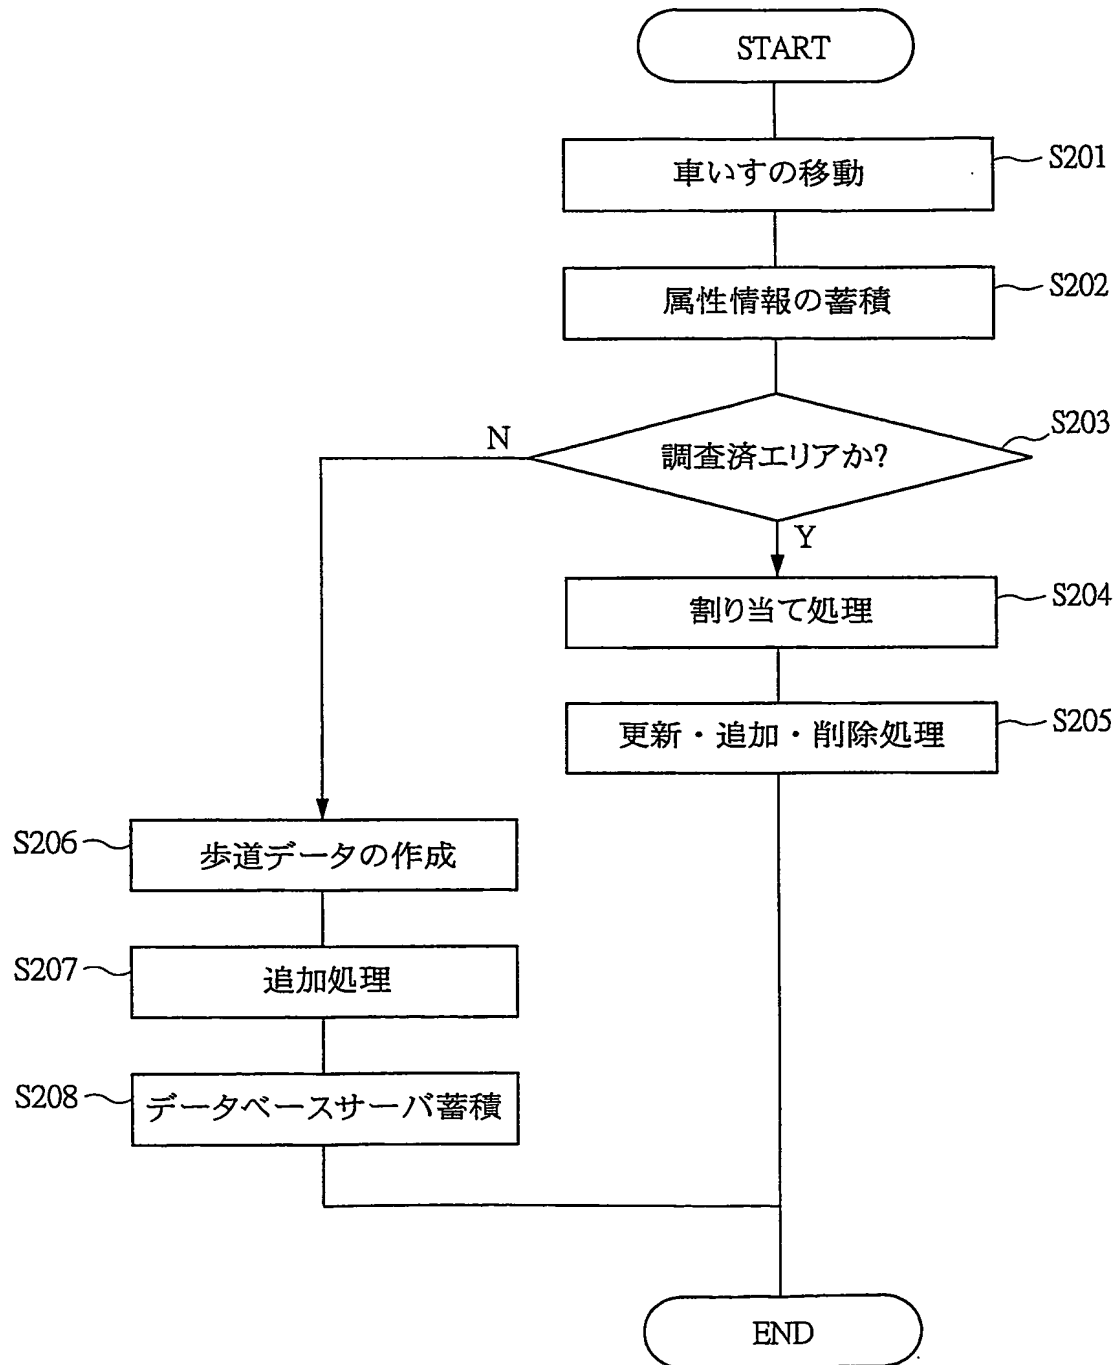 START
車いすの移動
S201
属性情報の蓄積
S202
調査済エリアか?
S203
N
Y
割り当て処理
S204
更新・追加・削除処理
S205
S206
歩道データの作成
S207
追加処理
S208
データベースサーバ蓄積
END